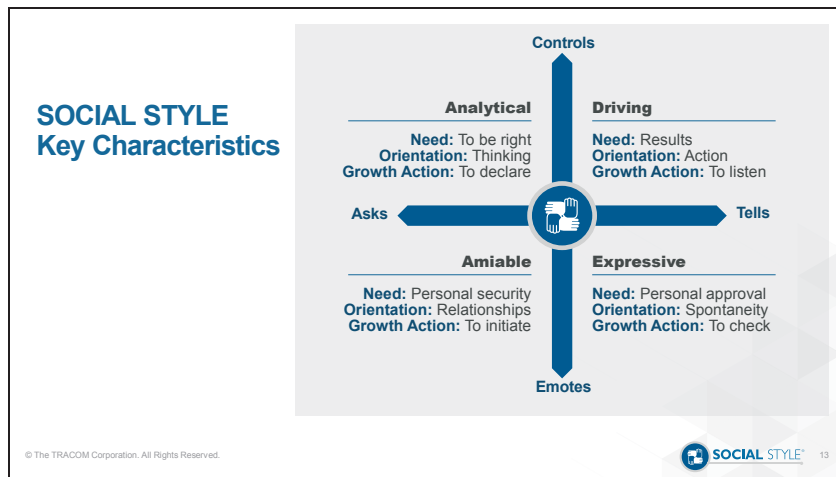 SOCIAL STYLE
Key Characteristics
Controls
Analytical
Need: To be right
Orientation: Thinking
Growth Action: To declare
Driving
Need: Results
Orientation: Action
Growth Action: To listen
Asks
Tells
Amiable
Need: Personal security
Orientation: Relationships
Growth Action: To initiate
Expressive
Need: Personal approval
Orientation: Spontaneity
Growth Action: To check
Emotes
© The TRACOM Corporation. All Rights Reserved.
SOCIAL STYLE™
13